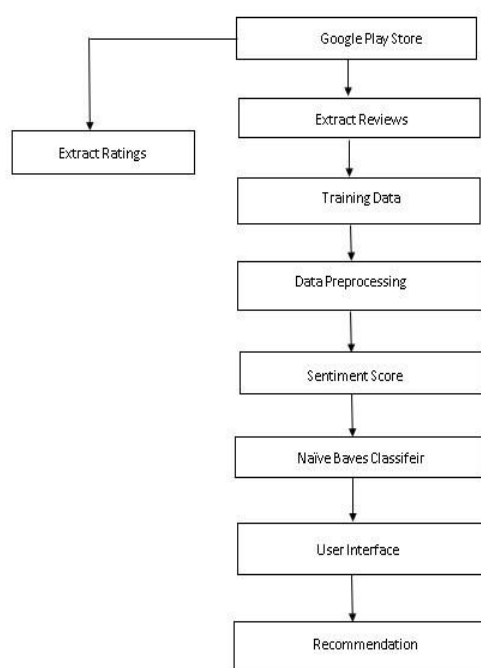 Google Play Store
Extract Reviews
Extract Ratings
Training Data
Data Preprocessing
Sentiment Score
Naïve Baves Classifeir
User Interface
Recommendation